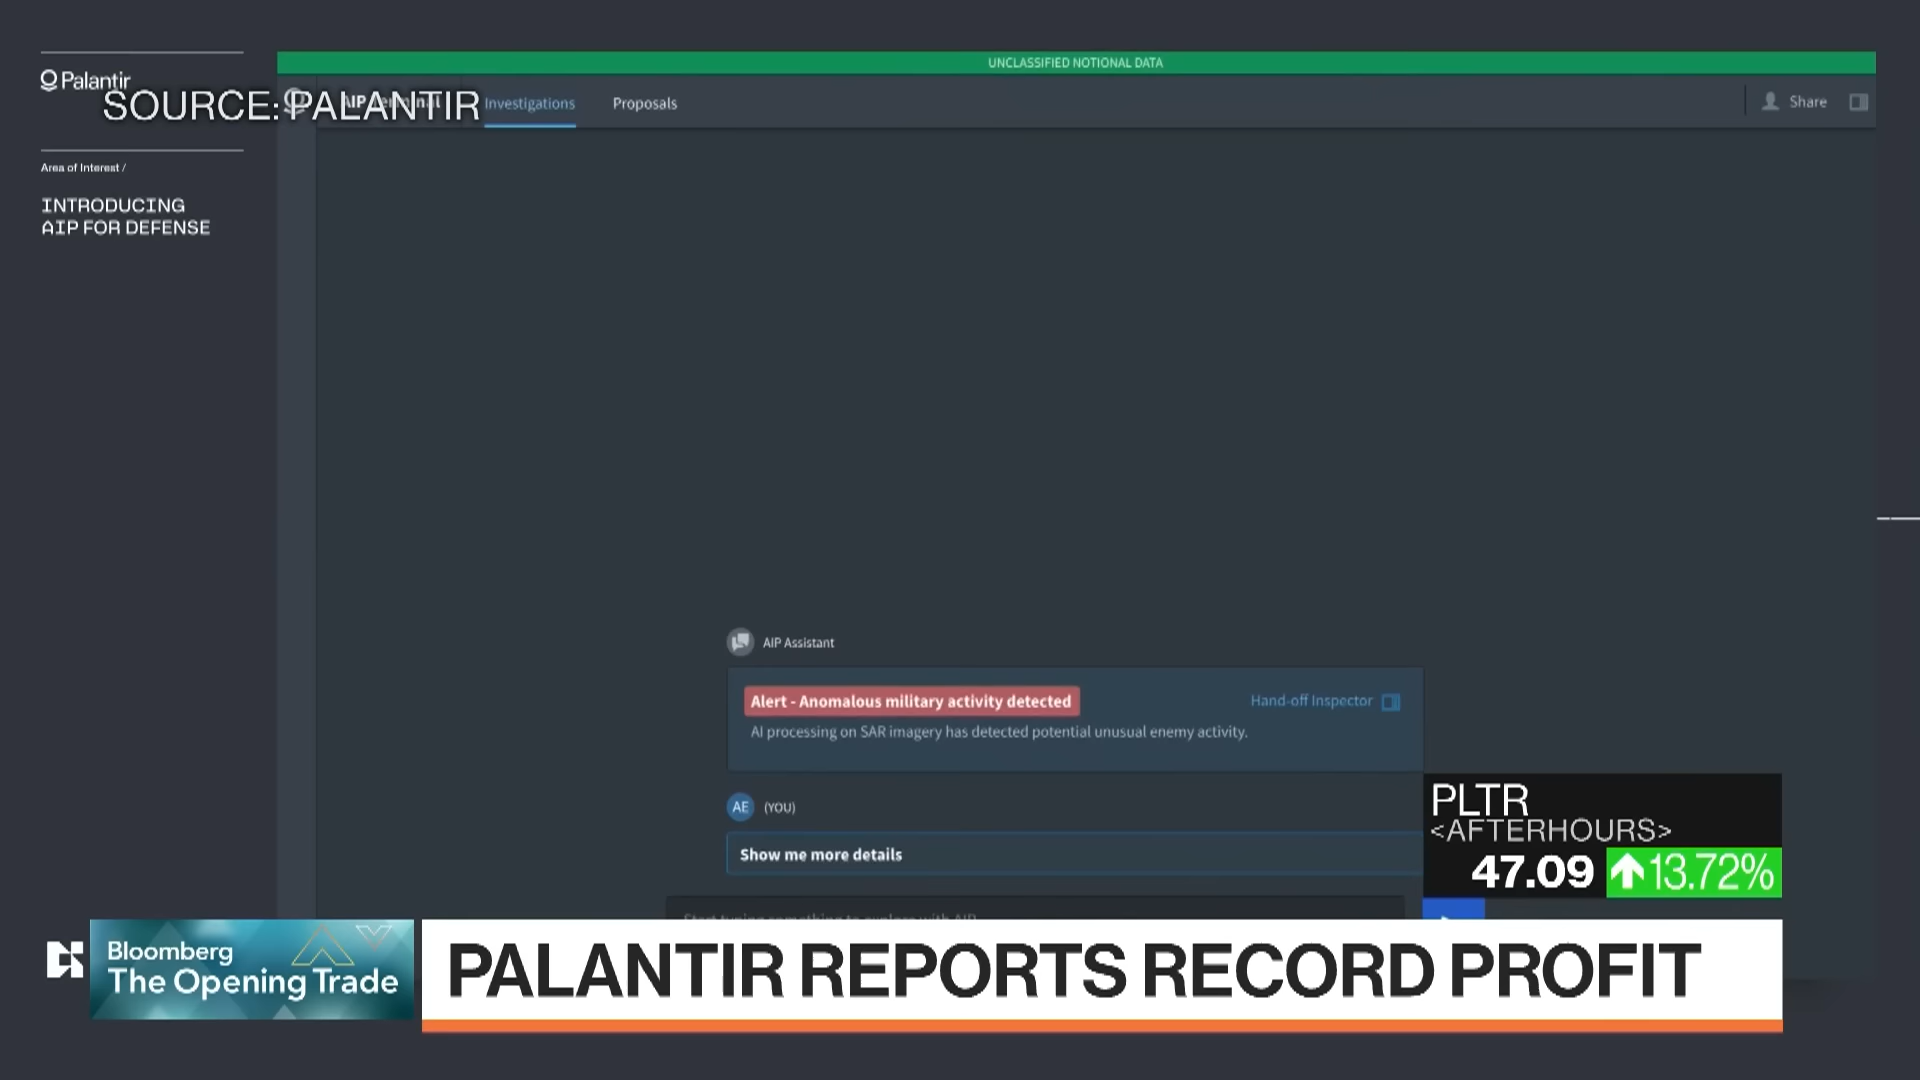 UNCLASSIFIED NOTIONAL DATA
Palantir
SOURCE: PALANTIR
Investigations
Proposals
Share
Area of Interest /
INTRODUCING
AIP FOR DEFENSE
AIP Assistant
Alert - Anomalous military activity detected
Hand-off Inspector
AI processing on SAR imagery has detected potential unusual enemy activity.
AE (YOU)
Show me more details
PLTR
<AFTERHOURS>
47.09 13.72%
Bloomberg
The Opening Trade
PALANTIR REPORTS RECORD PROFIT